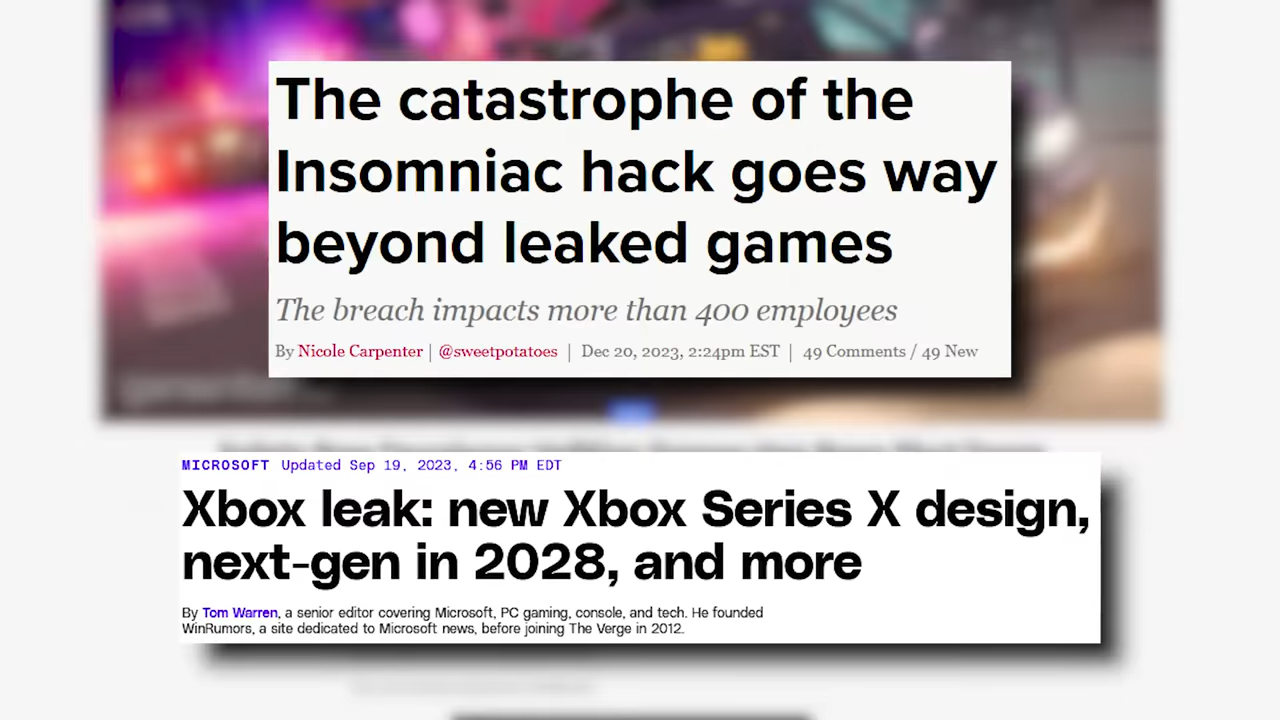 The catastrophe of the
Insomniac hack goes way
beyond leaked games
The breach impacts more than 400 employees
By Nicole Carpenter | @sweetpotatoes | Dec 20, 2023, 2:24pm EST | 49 Comments / 49 New
MICROSOFT Updated Sep 19, 2023, 4:56 PM EDT
Xbox leak: new Xbox Series X design,
next-gen in 2028, and more
By Tom Warren, a senior editor covering Microsoft, PC gaming, console, and tech. He founded
WinRumors, a site dedicated to Microsoft news, before joining The Verge in 2012.